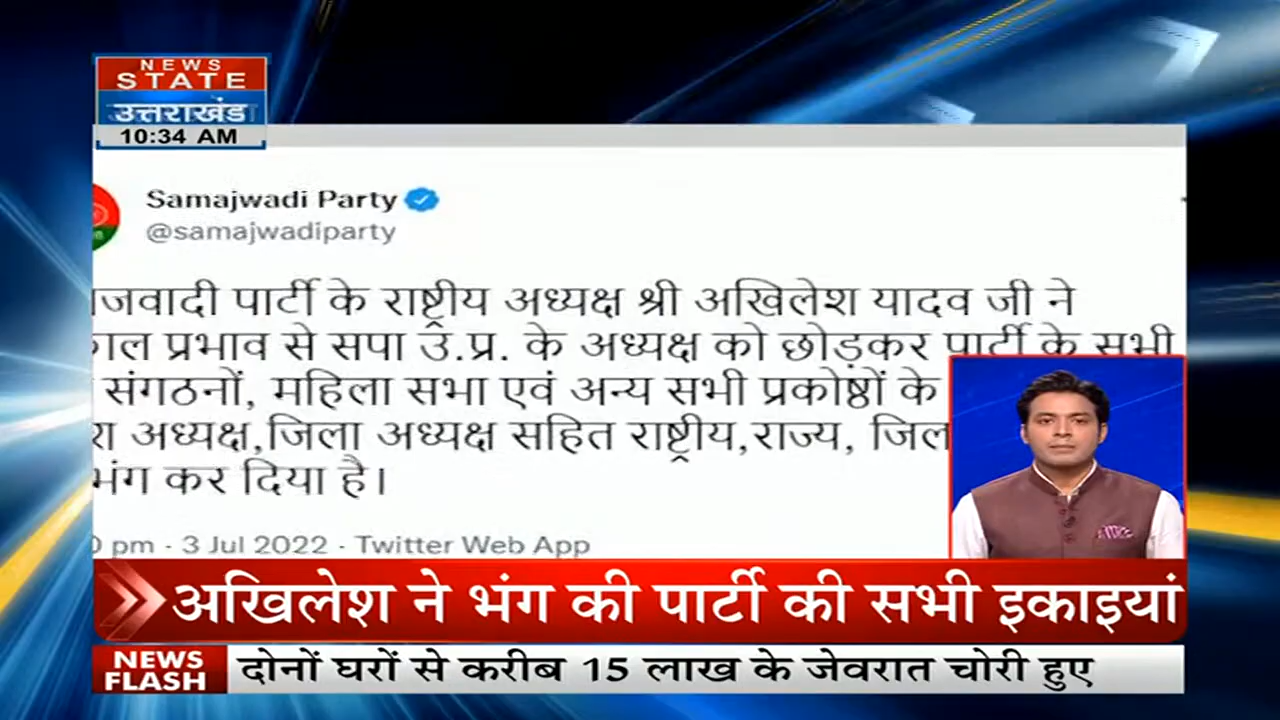 NEWS
STATE
उत्तराखंड
10:34 AM
Samajwadi Party
@samajwadiparty
पार्टी के राष्ट्रीय अध्यक्ष श्री अखिलेश यादव जी ने
प्रभाव से सपा उ.प्र. के अध्यक्ष को छोड़कर पार्टी के सभी
संगठनों, महिला सभा एवं अन्य सभी प्रकोष्ठों के
अध्यक्ष,जिला अध्यक्ष सहित राष्ट्रीय,राज्य,
भंग कर दिया है।
pm · 3 Jul 2022 · Twitter Web App
अखिलेश ने भंग की पार्टी की सभी इकाइयां
NEWS
FLASH
दोनों घरों से करीब 15 लाख के जेवरात चोरी हुए